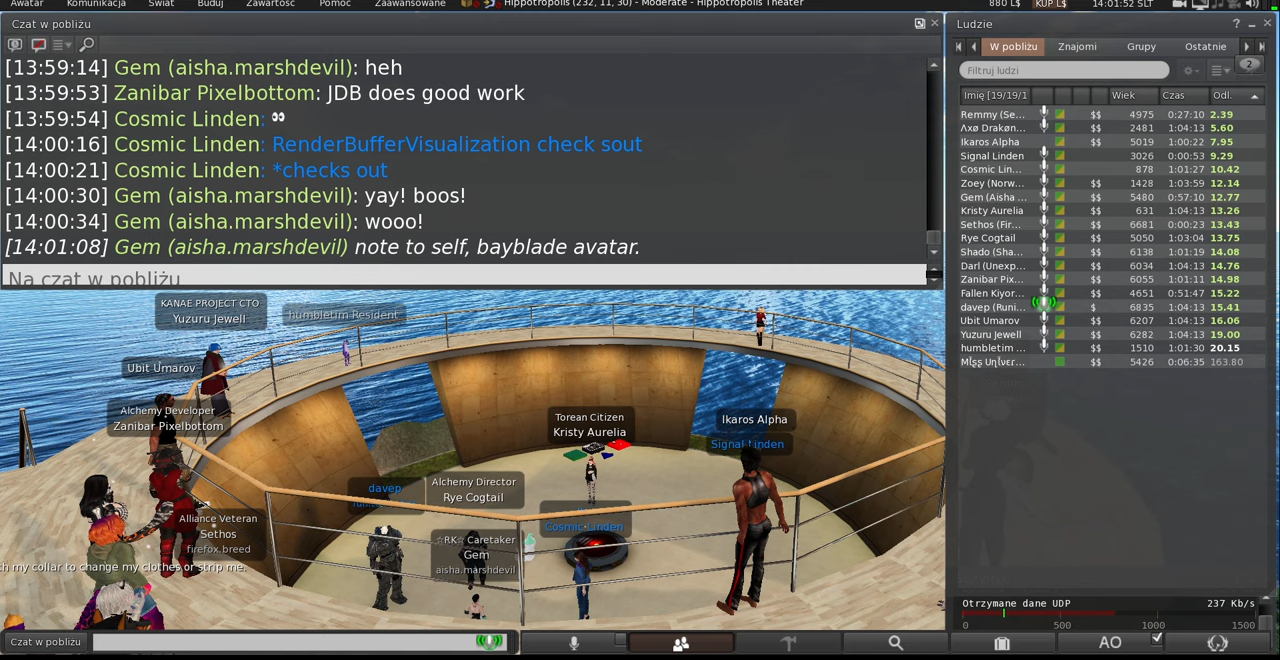 Awatar Komunikacja Świat Buduj Zawartość Pomoc Zaawansowane Hippotropolis (232, 11, 30) - Moderate - Hippotropolis Theater 880 L$ KUP L$ 14:01:52 SLT
Czat w pobliżu
[13:59:14] Gem (aisha.marshdevil): heh
[13:59:53] Zanibar Pixelbottom: JDB does good work
[13:59:54] Cosmic Linden: 👀
[14:00:16] Cosmic Linden: RenderBufferVisualization check sout
[14:00:21] Cosmic Linden: *checks out
[14:00:30] Gem (aisha.marshdevil): yay! boos!
[14:00:34] Gem (aisha.marshdevil): wooo!
[14:01:08] Gem (aisha.marshdevil) note to self, bayblade avatar.
Na czat w pobliżu
KANAE PROJECT CTO
Yuzuru Jewell
humbletim Resident
Ubit Umarov
Alchemy Developer
Zanibar Pixelbottom
Torean Citizen
Kristy Aurelia
Ikaros Alpha
Signal Linden
davep
Alchemy Director
Rye Cogtail
Alliance Veteran
Sethos
firefox.breed
Cosmic Linden
☆RK☆ Caretaker
Gem
aisha.marshdevil
h my collar to change my clothes or strip me.
Czat w pobliżu
Ludzie
W pobliżu Znajomi Grupy Ostatnie
Filtruj ludzi
2
Imię [19/19/1 Wiek Czas Odl.
Remmy (Se... $$ 4975 0:27:10 2.39
Λxø Drakøn... $$ 2481 1:04:13 5.60
Ikaros Alpha $$ 5019 1:00:22 7.95
Signal Linden 3026 0:00:53 9.29
Cosmic Lin... 878 1:01:27 10.42
Zoey (Norw... $$ 1428 1:03:59 12.14
Gem (Aisha ... $$ 5480 0:57:10 12.77
Kristy Aurelia $$ 631 1:04:13 13.26
Sethos (Fir... $$ 6681 0:00:23 13.43
Rye Cogtail $$ 5050 1:03:04 13.75
Shado (Sha... $$ 6138 1:01:19 14.08
Darl (Unexp... $$ 6034 1:04:13 14.76
Zanibar Pix... $$ 6055 1:01:11 14.98
Fallen Kiyor... $$ 4651 0:51:47 15.22
davep (Runi... $ 6835 1:04:13 15.41
Ubit Umarov $$ 6207 1:04:13 16.06
Yuzuru Jewell $$ 6282 1:04:13 19.00
humbletim ... $$ 1510 1:01:30 20.15
$$ 5426 0:06:35 163.80
Otrzymane dane UDP 237 Kb/s
0 500 1000 1500
AO